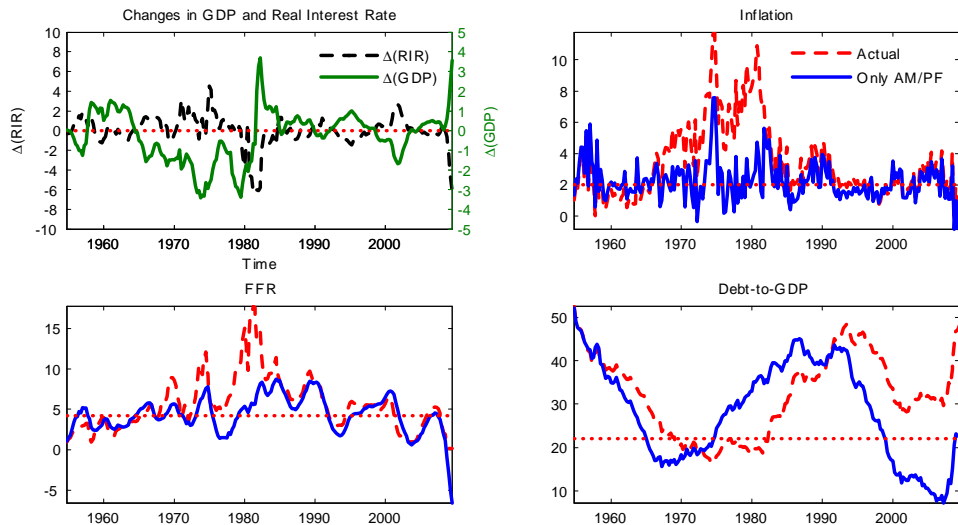 Changes in GDP and Real Interest Rate
10
8
6
4
2
0
-2
-4
-6
-8
-10
Δ(RIR)
Δ(RIR)
Δ(GDP)
5
4
3
2
1
0
-1
-2
-3
-4
-5
Δ(GDP)
1960 1970 1980 1990 2000
Time
Inflation
10
8
6
4
2
0
Actual
Only AM/PF
1960 1970 1980 1990 2000
FFR
15
10
5
0
-5
1960 1970 1980 1990 2000
Debt-to-GDP
50
40
30
20
10
1960 1970 1980 1990 2000